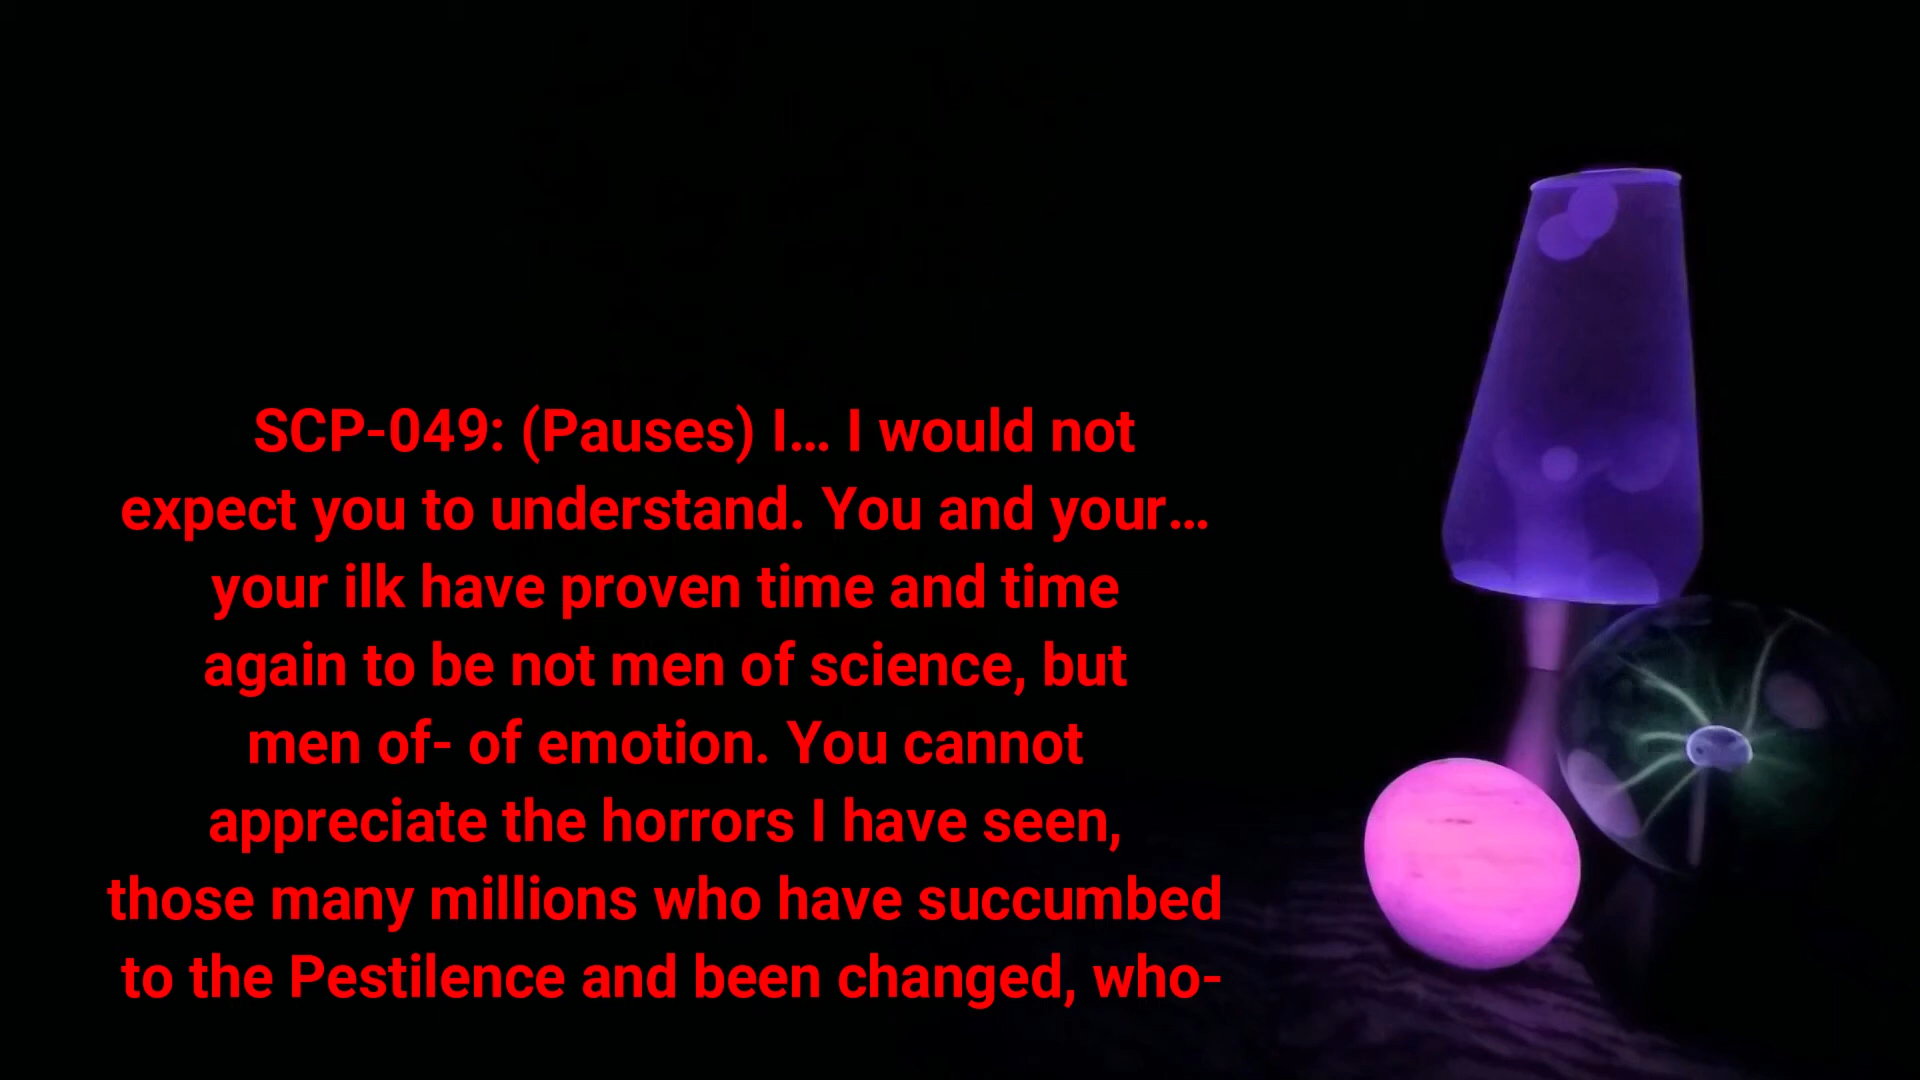 SCP-049: (Pauses) I… I would not
expect you to understand. You and your…
your ilk have proven time and time
again to be not men of science, but
men of- of emotion. You cannot
appreciate the horrors I have seen,
those many millions who have succumbed
to the Pestilence and been changed, who-